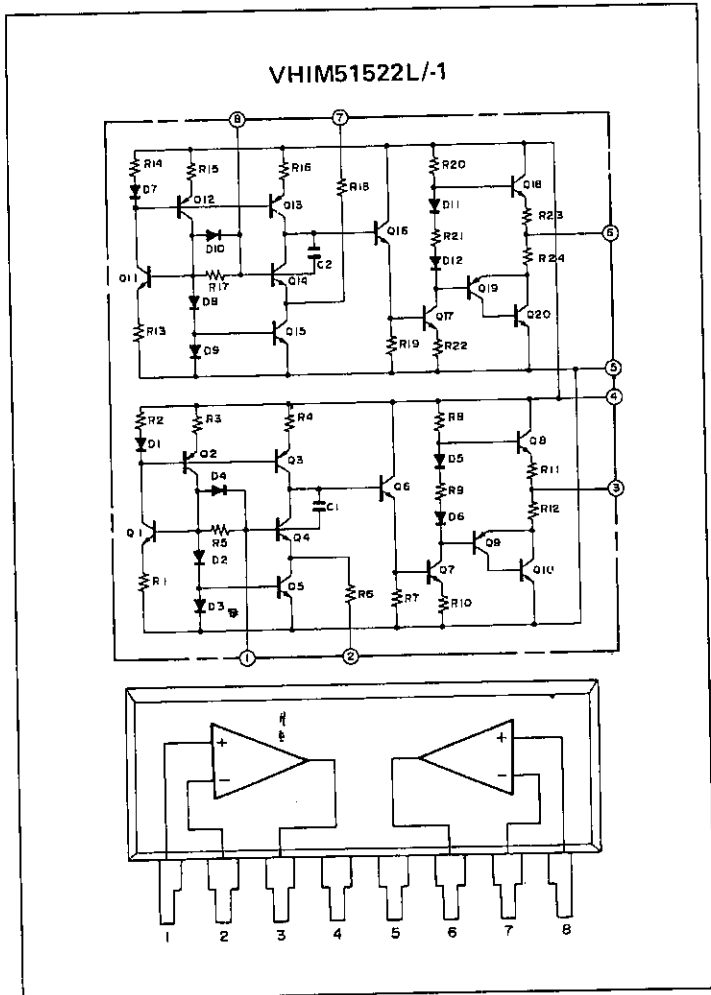 VHIM51522L/-1
8 7
R14 R15 R16 R18 R20 Q18
D7 Q12 Q13 D11 R23
D10 Q16 R21 6
C2 R24
Q11 R17 Q14 D12 Q19
D8 Q17 Q20
R13 Q15 R19 R22
D9
5
4
R2 R3 R4 R8 Q8
D1 Q2 Q3 D5 R11
D4 Q6 R9 3
C1 R12
Q1 R5 Q4 D6 Q9
D2 Q7 Q10
R1 Q5 R6 R7 R10
D3
1 2
+ +
− −
1 2 3 4 5 6 7 8